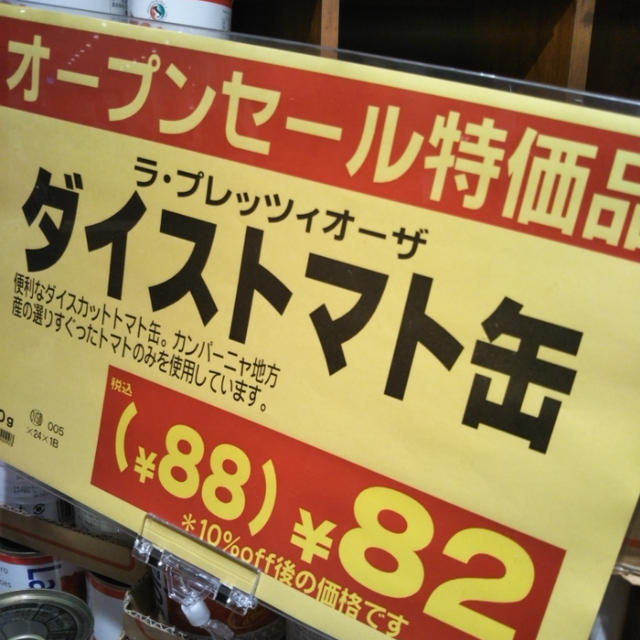 オープンセール特価品
ラ・プレッツィオーザ
ダイストマト缶
便利なダイスカットトマト缶。カンパーニャ地方
産の選りすぐったトマトのみを使用しています。
0g
005
×24×1B
税込
(¥88) ¥82
*10%off後の価格です